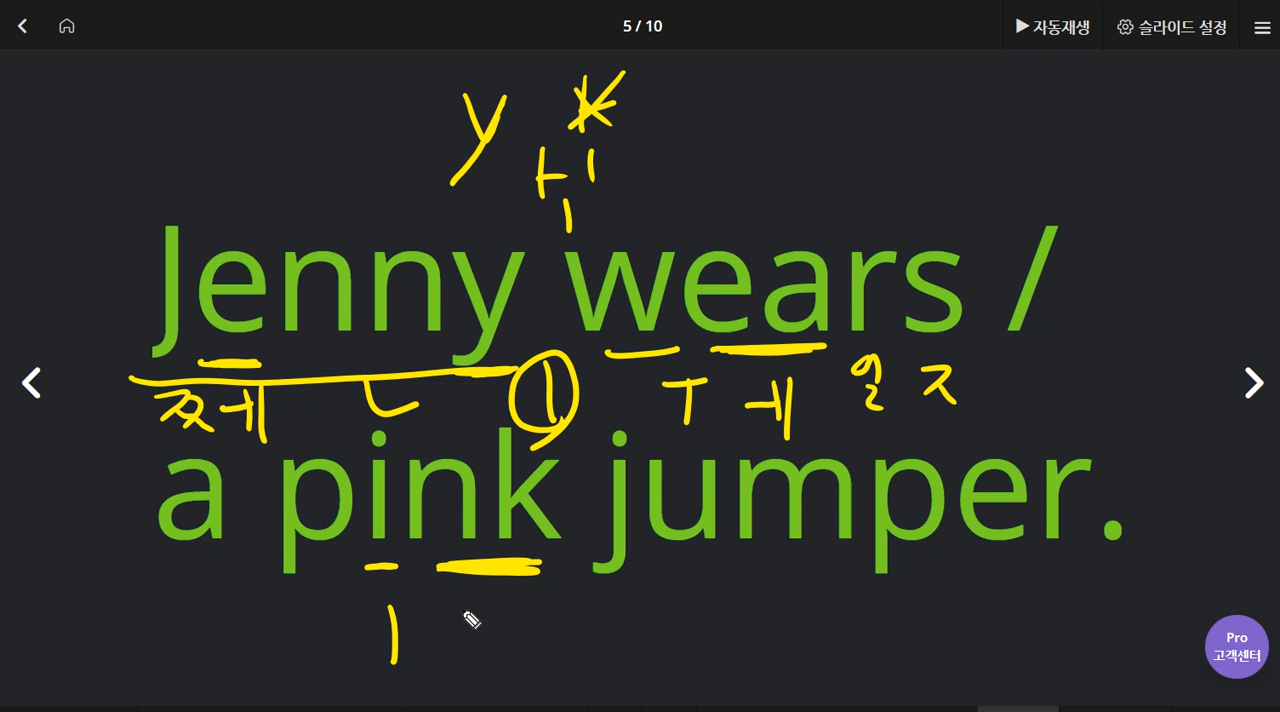 5 / 10
자동재생
슬라이드 설정
y
ㅏ ㅣ
ㅣ
Jenny wears /
ㅔ ㄴ ㅣ ㅜ ㅔ 얼 ㅈ
a pink jumper.
ㅣ
Pro
고객센터